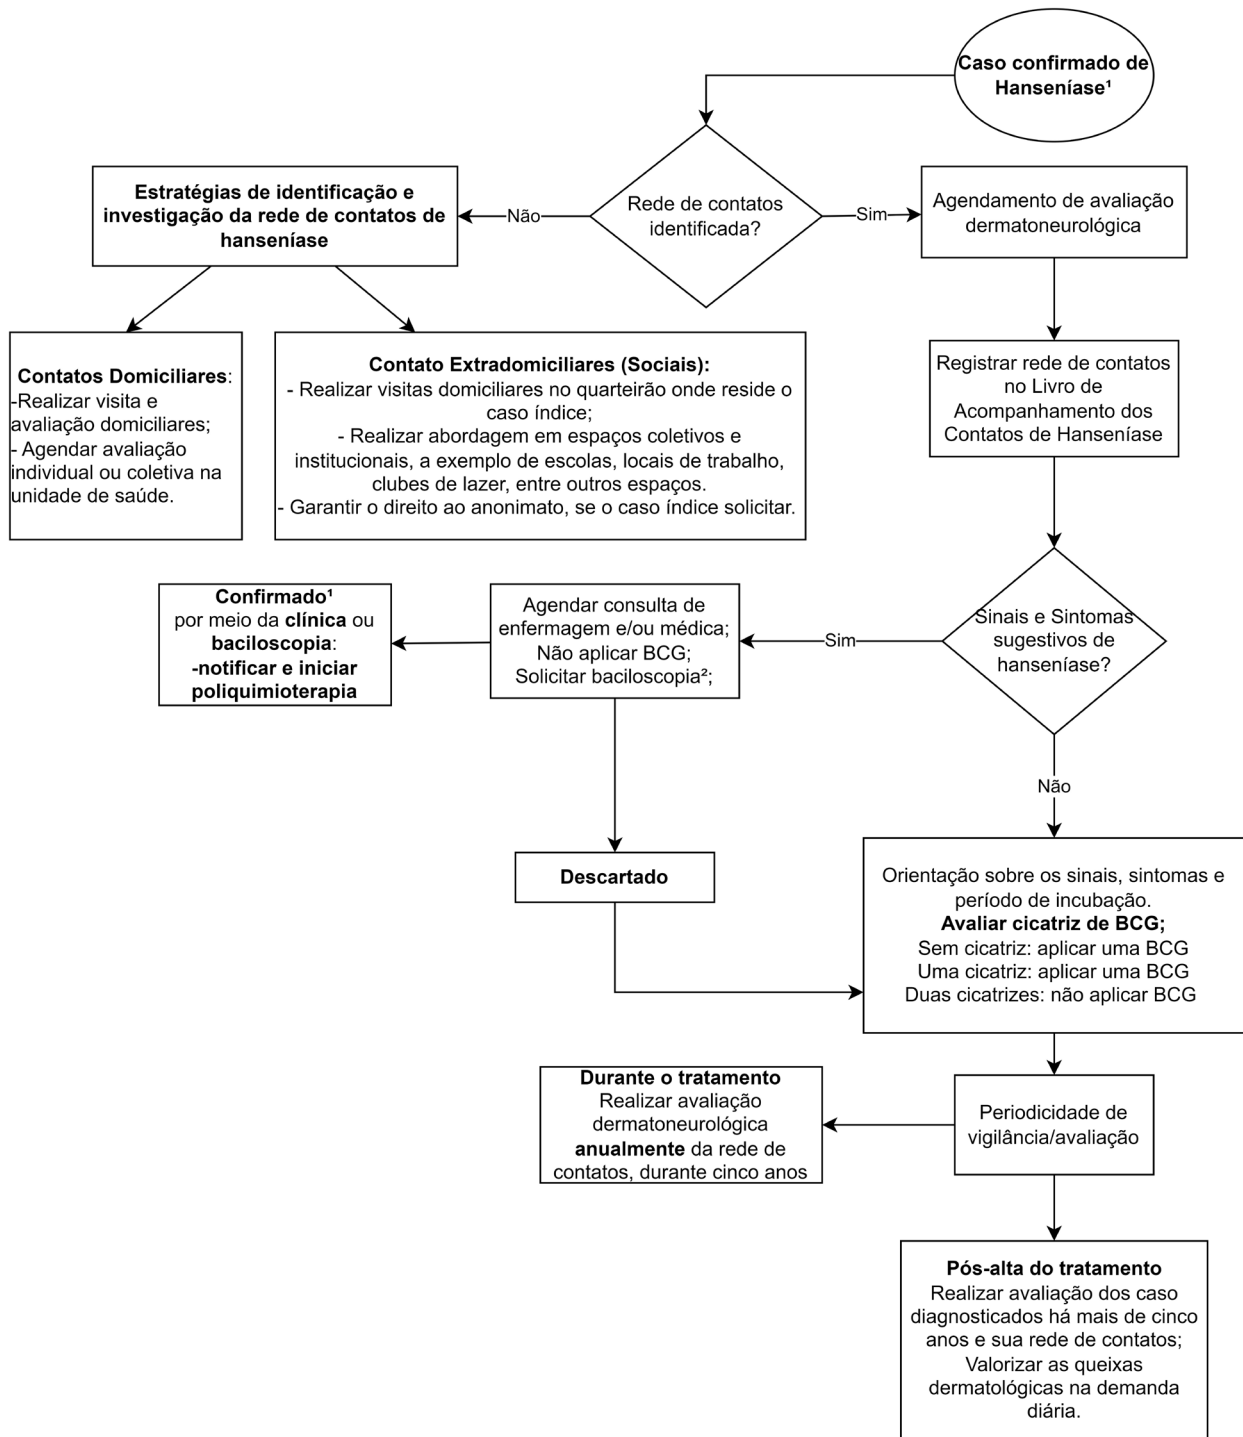 Caso confirmado de
Hanseníase¹
Rede de contatos
identificada?
Não
Sim
Estratégias de identificação e
investigação da rede de contatos de
hanseníase
Agendamento de avaliação
dermatoneurológica
Contatos Domiciliares:
-Realizar visita e
avaliação domiciliares;
- Agendar avaliação
individual ou coletiva na
unidade de saúde.
Contato Extradomiciliares (Sociais):
- Realizar visitas domiciliares no quarteirão onde reside o
caso índice;
- Realizar abordagem em espaços coletivos e
institucionais, a exemplo de escolas, locais de trabalho,
clubes de lazer, entre outros espaços.
- Garantir o direito ao anonimato, se o caso índice solicitar.
Registrar rede de contatos
no Livro de
Acompanhamento dos
Contatos de Hanseníase
Sinais e Sintomas
sugestivos de
hanseníase?
Sim
Agendar consulta de
enfermagem e/ou médica;
Não aplicar BCG;
Solicitar baciloscopia²;
Confirmado¹
por meio da clínica ou
baciloscopia:
-notificar e iniciar
poliquimioterapia
Não
Descartado
Orientação sobre os sinais, sintomas e
período de incubação.
Avaliar cicatriz de BCG;
Sem cicatriz: aplicar uma BCG
Uma cicatriz: aplicar uma BCG
Duas cicatrizes: não aplicar BCG
Periodicidade de
vigilância/avaliação
Durante o tratamento
Realizar avaliação
dermatoneurológica
anualmente da rede de
contatos, durante cinco anos
Pós-alta do tratamento
Realizar avaliação dos caso
diagnosticados há mais de cinco
anos e sua rede de contatos;
Valorizar as queixas
dermatológicas na demanda
diária.